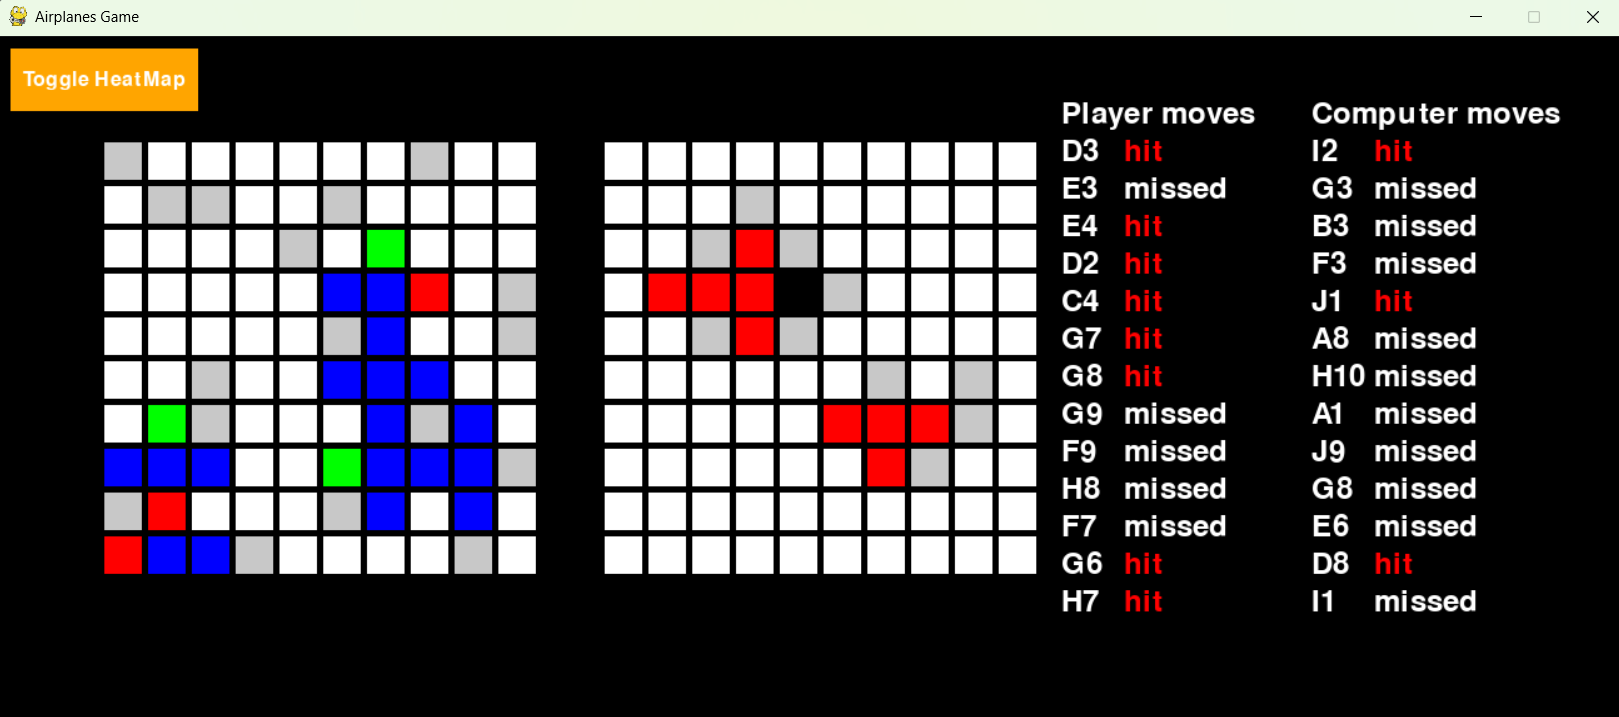 Airplanes Game
Toggle HeatMap
Player moves
D3 hit
E3 missed
E4 hit
D2 hit
C4 hit
G7 hit
G8 hit
G9 missed
F9 missed
H8 missed
F7 missed
G6 hit
H7 hit
Computer moves
I2 hit
G3 missed
B3 missed
F3 missed
J1 hit
A8 missed
H10 missed
A1 missed
J9 missed
G8 missed
E6 missed
D8 hit
I1 missed